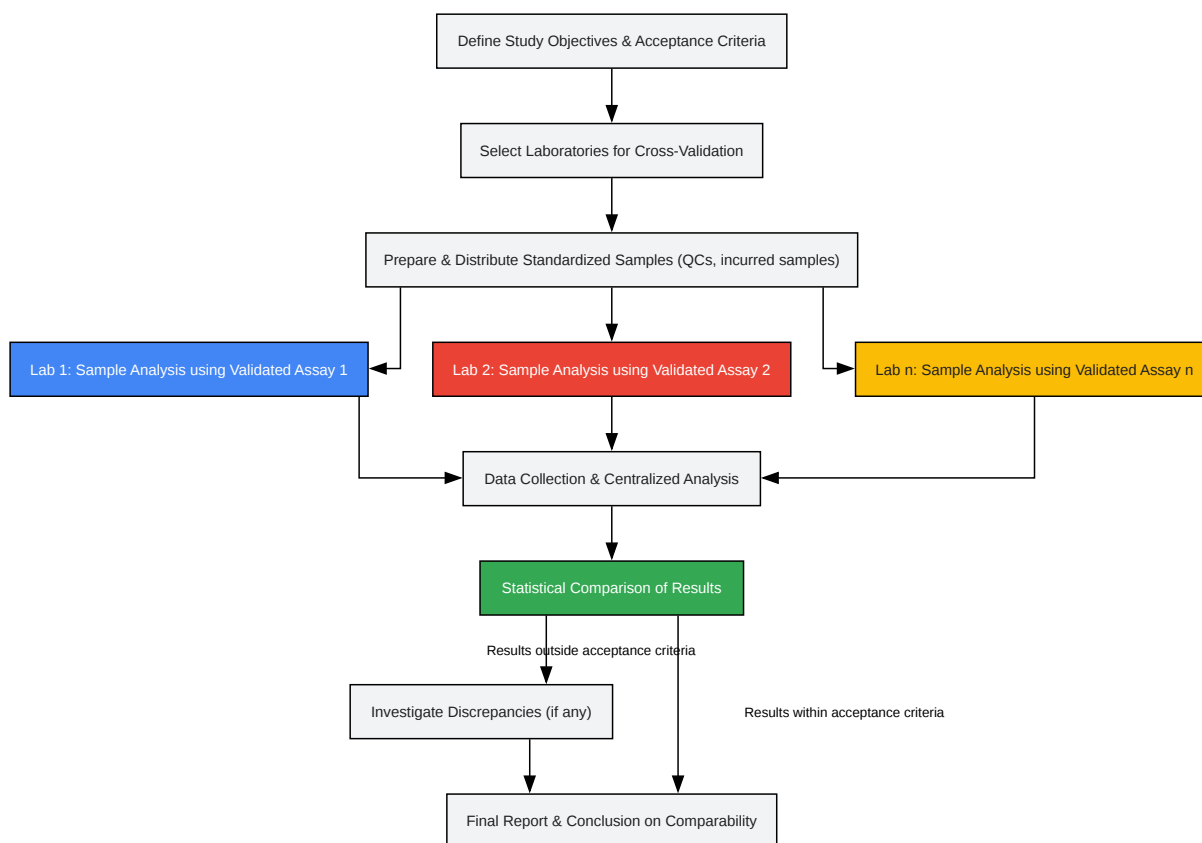 Define Study Objectives & Acceptance Criteria
Select Laboratories for Cross-Validation
Prepare & Distribute Standardized Samples (QCs, incurred samples)
Lab 1: Sample Analysis using Validated Assay 1
Lab 2: Sample Analysis using Validated Assay 2
Lab n: Sample Analysis using Validated Assay n
Data Collection & Centralized Analysis
Statistical Comparison of Results
Results outside acceptance criteria
Investigate Discrepancies (if any)
Results within acceptance criteria
Final Report & Conclusion on Comparability